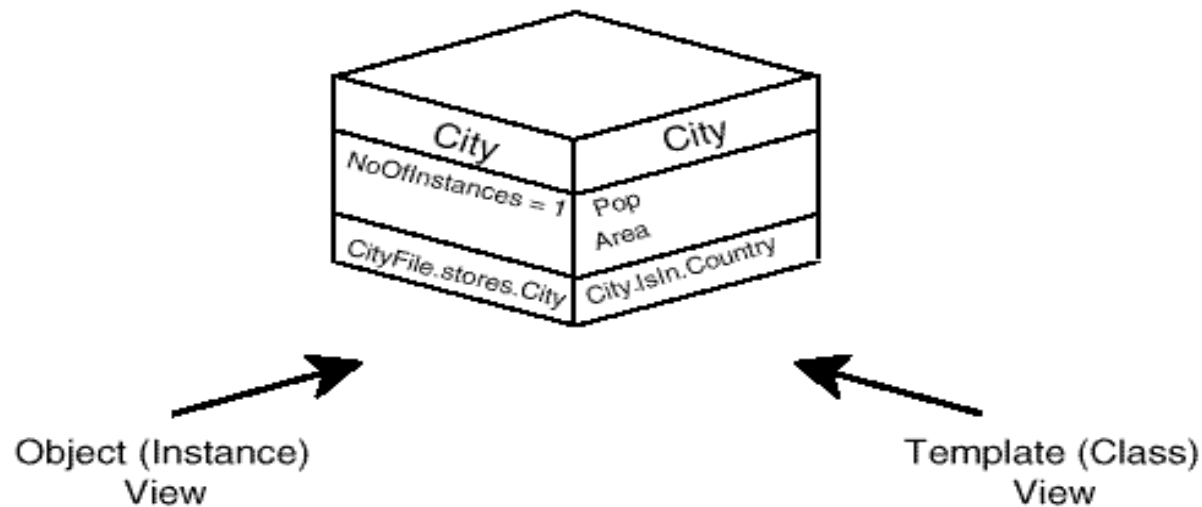 City
NoOfInstances = 1
CityFile.stores.City
City
Pop
Area
City.IsIn.Country
Object (Instance)
View
Template (Class)
View